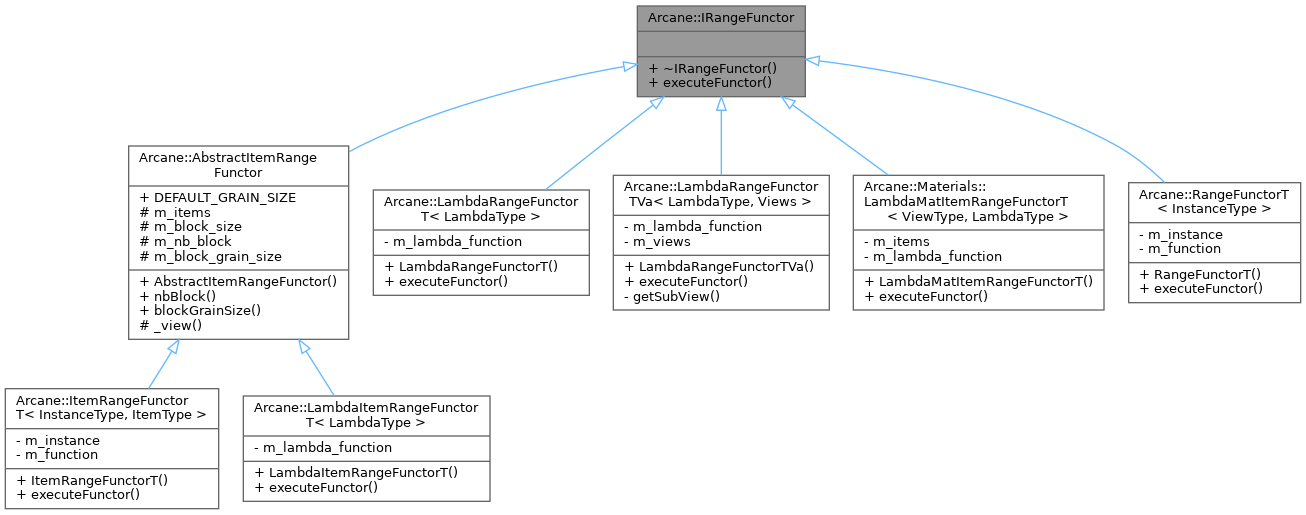 Arcane::IRangeFunctor
+ ~IRangeFunctor()
+ executeFunctor()
Arcane::AbstractItemRange
Functor
+ DEFAULT_GRAIN_SIZE
# m_items
# m_block_size
# m_nb_block
# m_block_grain_size
+ AbstractItemRangeFunctor()
+ nbBlock()
+ blockGrainSize()
# _view()
Arcane::LambdaRangeFunctor
T< LambdaType >
- m_lambda_function
+ LambdaRangeFunctorT()
+ executeFunctor()
Arcane::LambdaRangeFunctor
TVa< LambdaType, Views >
- m_lambda_function
- m_views
+ LambdaRangeFunctorTVa()
+ executeFunctor()
- getSubView()
Arcane::Materials::
LambdaMatItemRangeFunctorT
< ViewType, LambdaType >
- m_items
- m_lambda_function
+ LambdaMatItemRangeFunctorT()
+ executeFunctor()
Arcane::RangeFunctorT
< InstanceType >
- m_instance
- m_function
+ RangeFunctorT()
+ executeFunctor()
Arcane::ItemRangeFunctor
T< InstanceType, ItemType >
- m_instance
- m_function
+ ItemRangeFunctorT()
+ executeFunctor()
Arcane::LambdaItemRangeFunctor
T< LambdaType >
- m_lambda_function
+ LambdaItemRangeFunctorT()
+ executeFunctor()